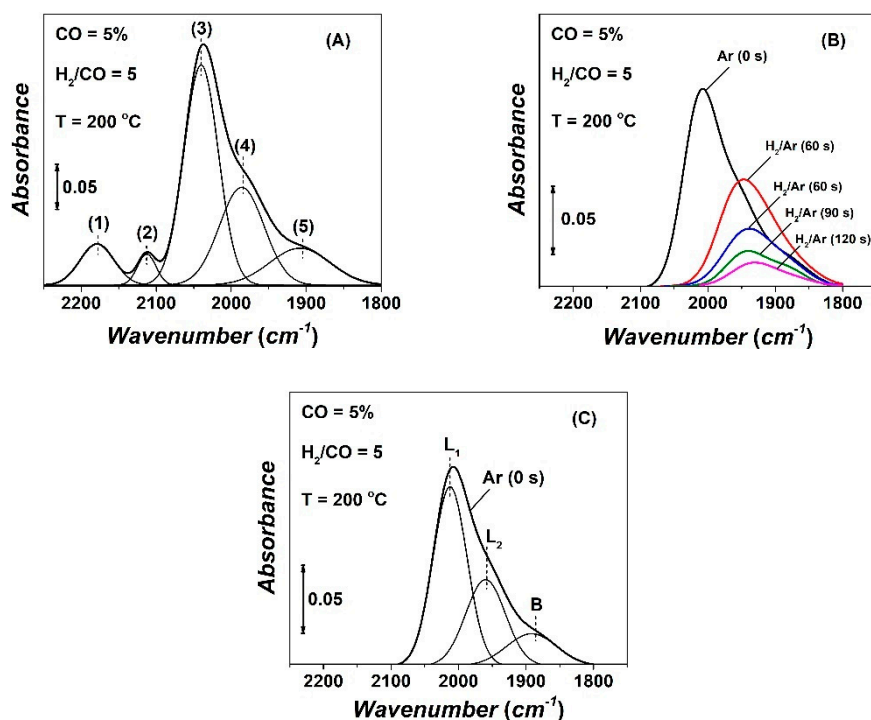 CO = 5%
H₂/CO = 5
T = 200 °C
0.05
(A)
(1)
(2)
(3)
(4)
(5)
Absorbance
2200 2100 2000 1900 1800
Wavenumber (cm⁻¹)
CO = 5%
H₂/CO = 5
T = 200 °C
0.05
(B)
Ar (0 s)
H₂/Ar (60 s)
H₂/Ar (60 s)
H₂/Ar (90 s)
H₂/Ar (120 s)
Absorbance
2200 2100 2000 1900 1800
Wavenumber (cm⁻¹)
CO = 5%
H₂/CO = 5
T = 200 °C
0.05
(C)
L₁
Ar (0 s)
L₂
B
Absorbance
2200 2100 2000 1900 1800
Wavenumber (cm⁻¹)